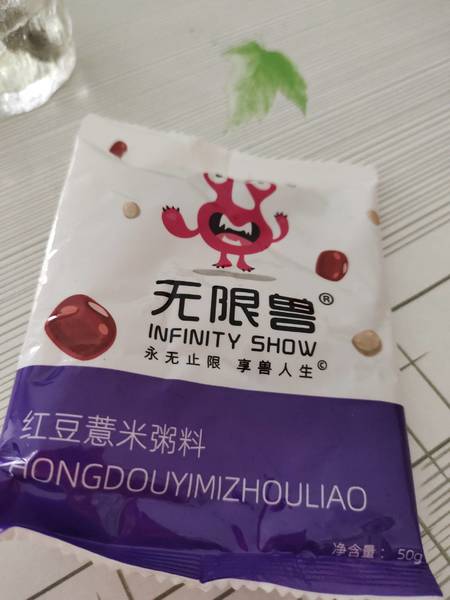 无限兽®
INFINITY SHOW
永无止限 享兽人生©
红豆薏米粥料
HONGDOUYIMIZHOULIAO
净含量： 50g